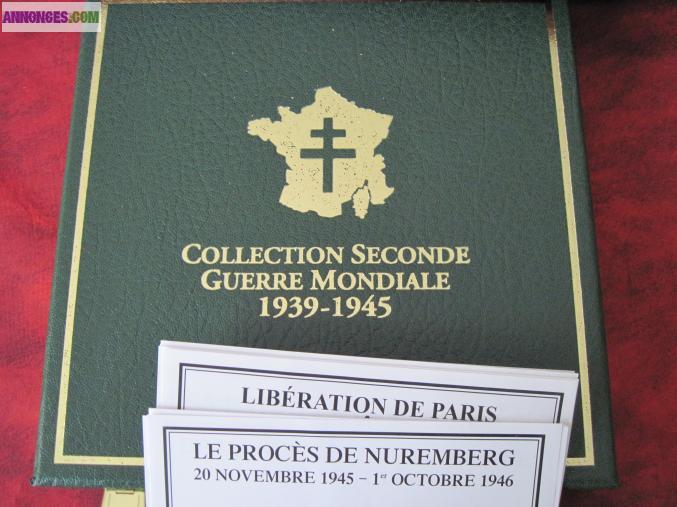 ANNONCES.COM
COLLECTION SECONDE
GUERRE MONDIALE
1939-1945
LIBÉRATION DE PARIS
LE PROCÈS DE NUREMBERG
20 NOVEMBRE 1945 – 1er OCTOBRE 1946